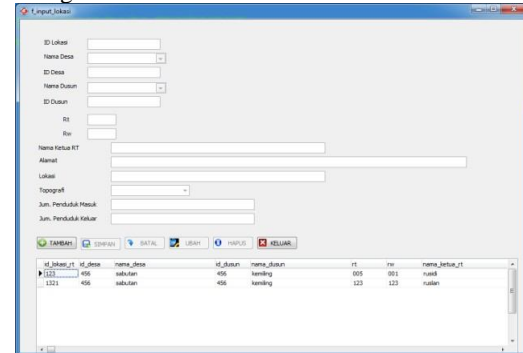 f_input_lokasi
ID Lokasi
Nama Desa
ID Desa
Nama Dusun
ID Dusun
Rt
Rw
Nama Ketua RT
Alamat
Lokasi
Topografi
Jum. Penduduk Masuk
Jum. Penduduk Keluar
TAMBAH SIMPAN BATAL UBAH HAPUS KELUAR
id_lokasi_rt id_desa nama_desa id_dusun nama_dusun rt rw nama_ketua_rt
123 456 sabutan 456 kemiling 005 001 rusidi
1321 456 sabutan 456 kemiling 123 123 ruslan